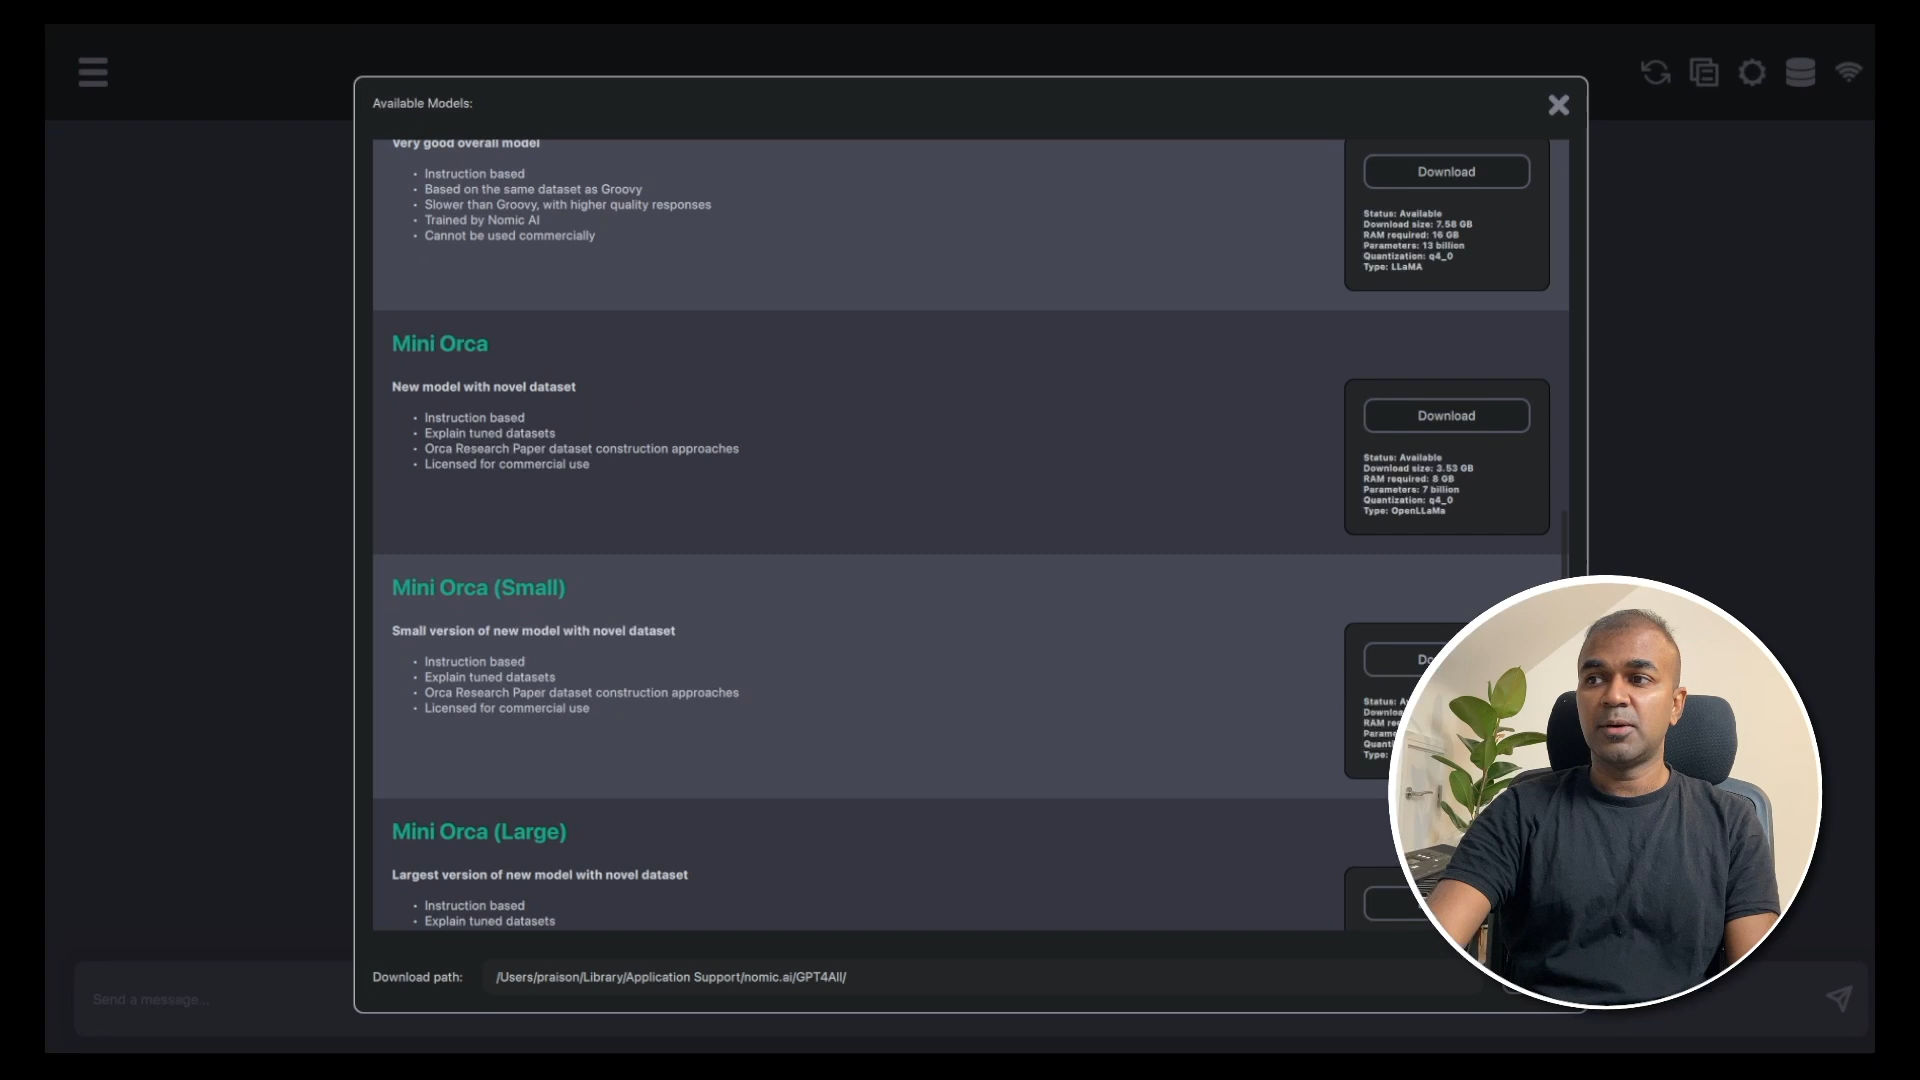 Available Models:
Very good overall model
• Instruction based
• Based on the same dataset as Groovy
• Slower than Groovy, with higher quality responses
• Trained by Nomic AI
• Cannot be used commercially
Download
Status: Available
Download size: 7.58 GB
RAM required: 16 GB
Parameters: 13 billion
Quantization: q4_0
Type: LLaMA
Mini Orca
New model with novel dataset
• Instruction based
• Explain tuned datasets
• Orca Research Paper dataset construction approaches
• Licensed for commercial use
Download
Status: Available
Download size: 3.53 GB
RAM required: 8 GB
Parameters: 7 billion
Quantization: q4_0
Type: OpenLLaMa
Mini Orca (Small)
Small version of new model with novel dataset
• Instruction based
• Explain tuned datasets
• Orca Research Paper dataset construction approaches
• Licensed for commercial use
Status:
RAM
Type:
Mini Orca (Large)
Largest version of new model with novel dataset
• Instruction based
• Explain tuned datasets
Download path: /Users/praison/Library/Application Support/nomic.ai/GPT4All/
Send a message...